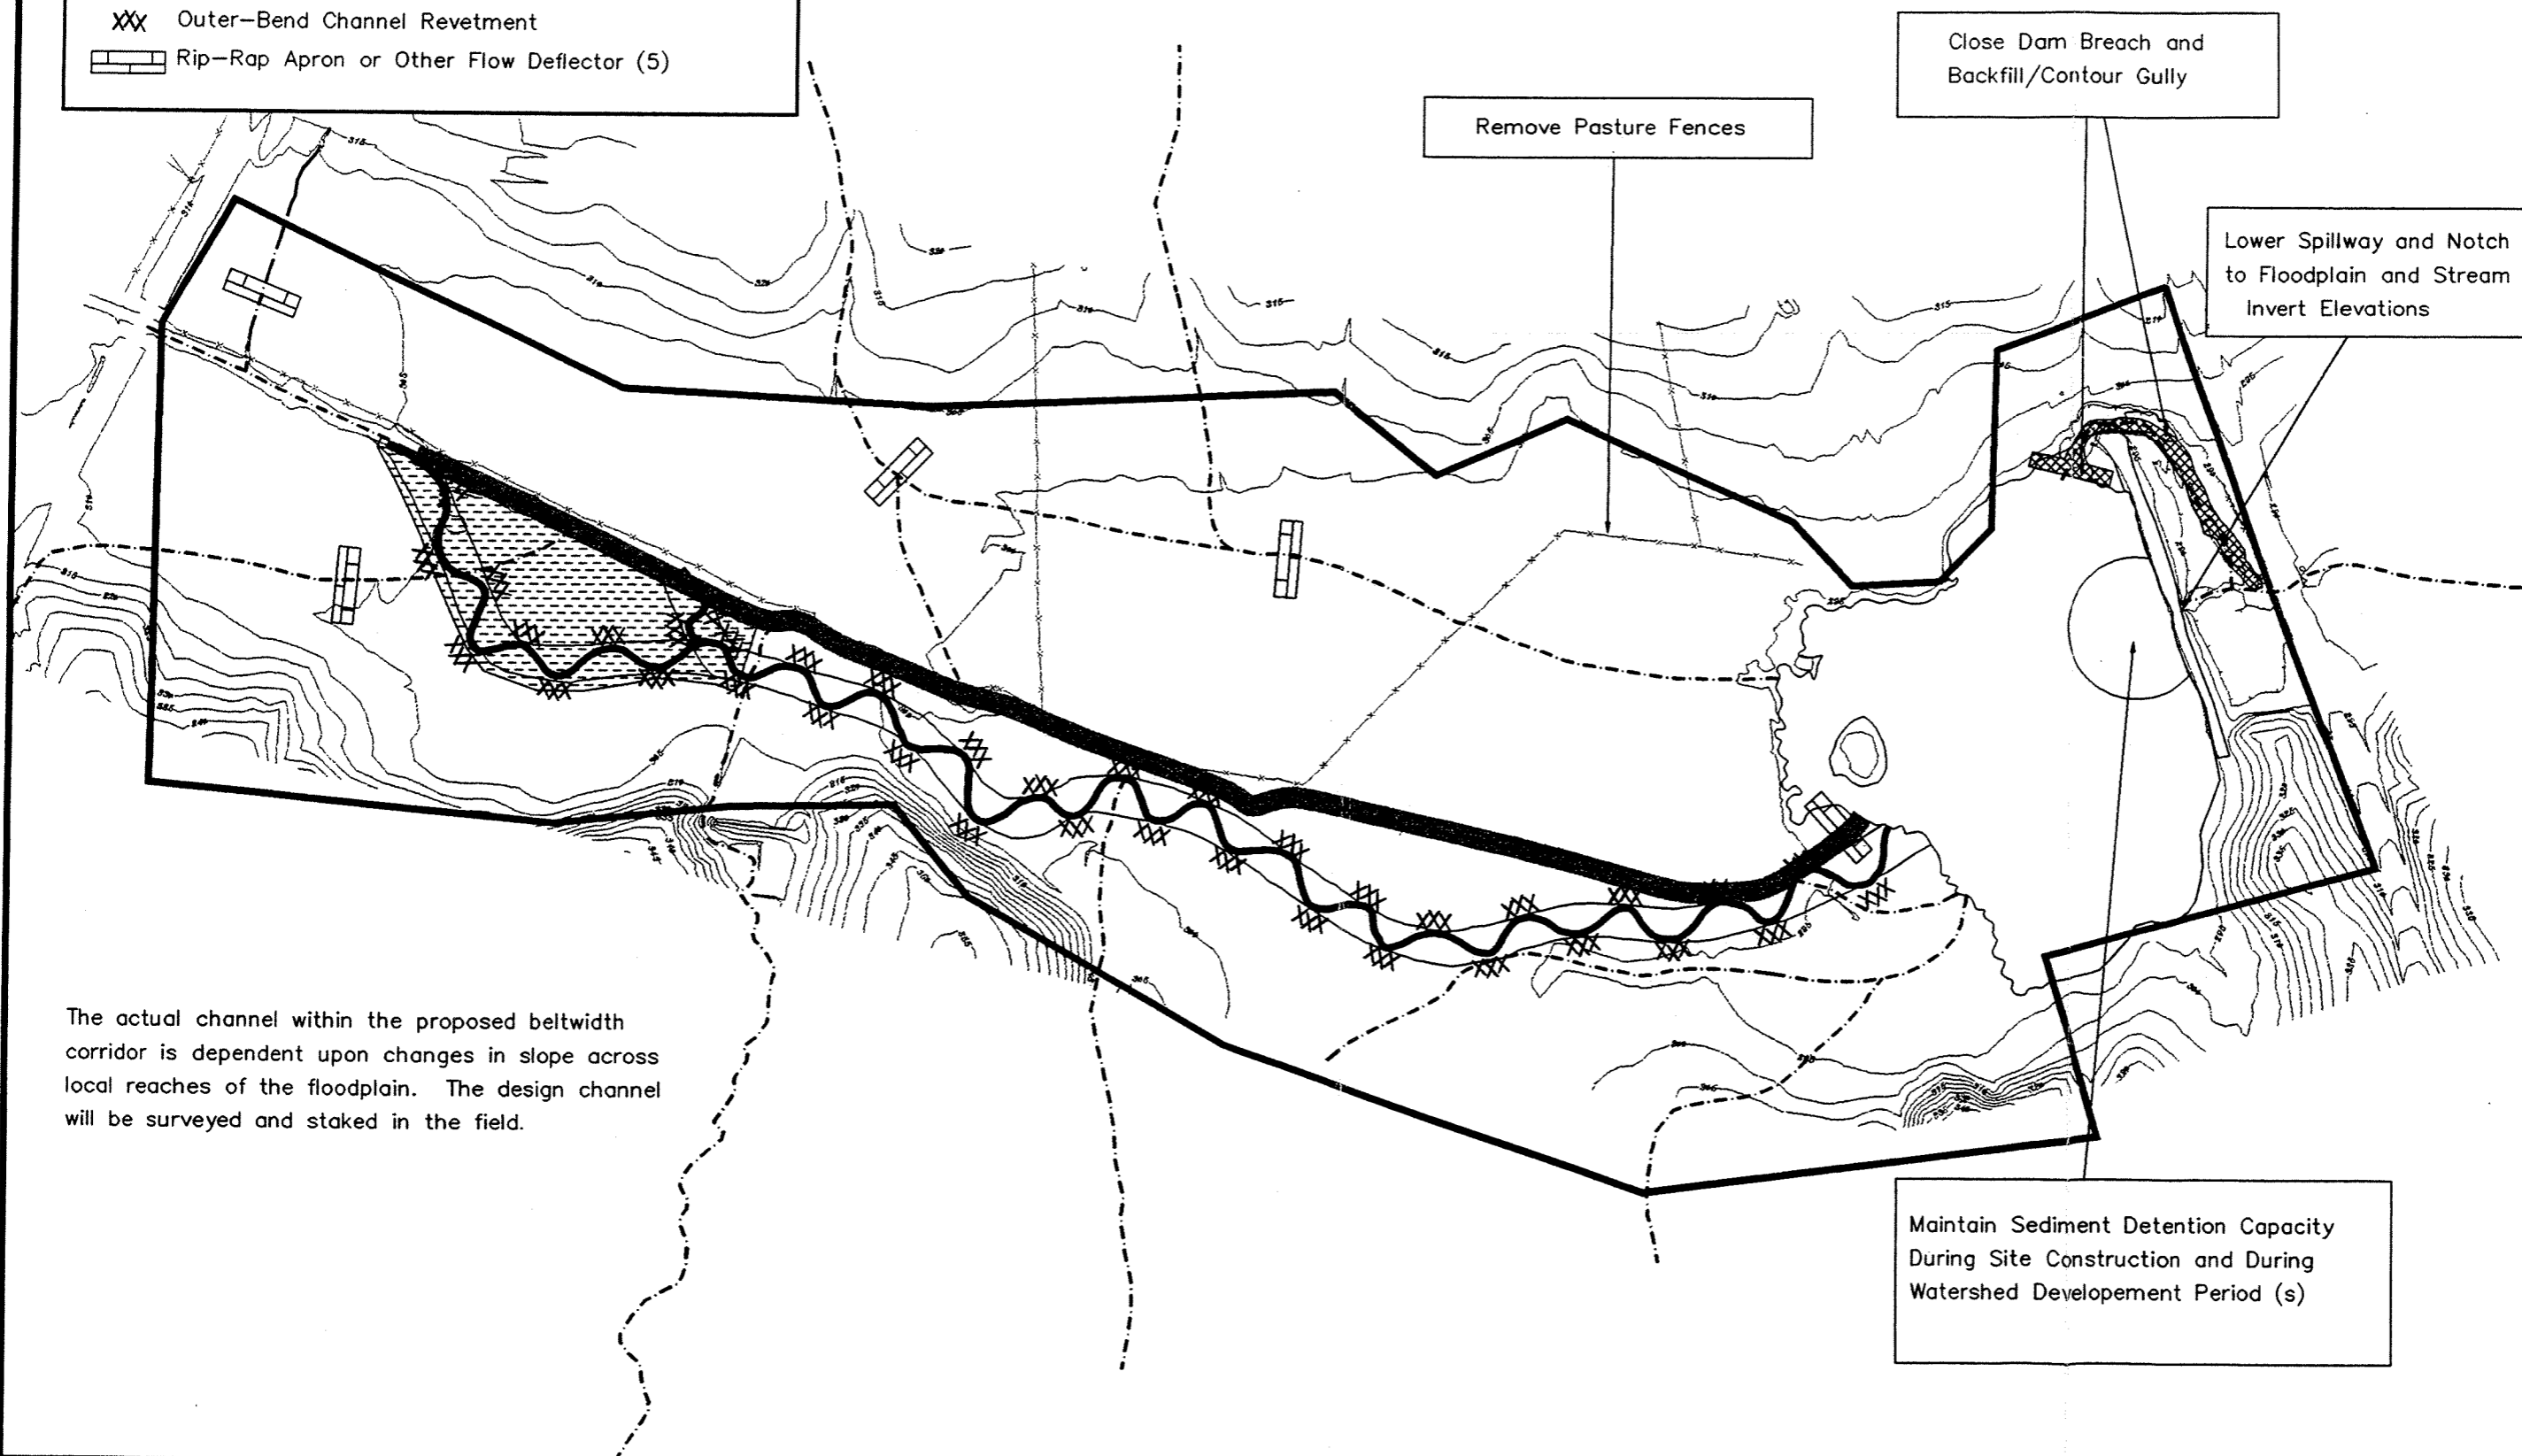 Outer-Bend Channel Revetment
Rip-Rap Apron or Other Flow Deflector (5)
Close Dam Breach and
Backfill/Contour Gully
Remove Pasture Fences
Lower Spillway and Notch
to Floodplain and Stream
Invert Elevations
The actual channel within the proposed beltwidth
corridor is dependent upon changes in slope across
local reaches of the floodplain. The design channel
will be surveyed and staked in the field.
Maintain Sediment Detention Capacity
During Site Construction and During
Watershed Developement Period (s)